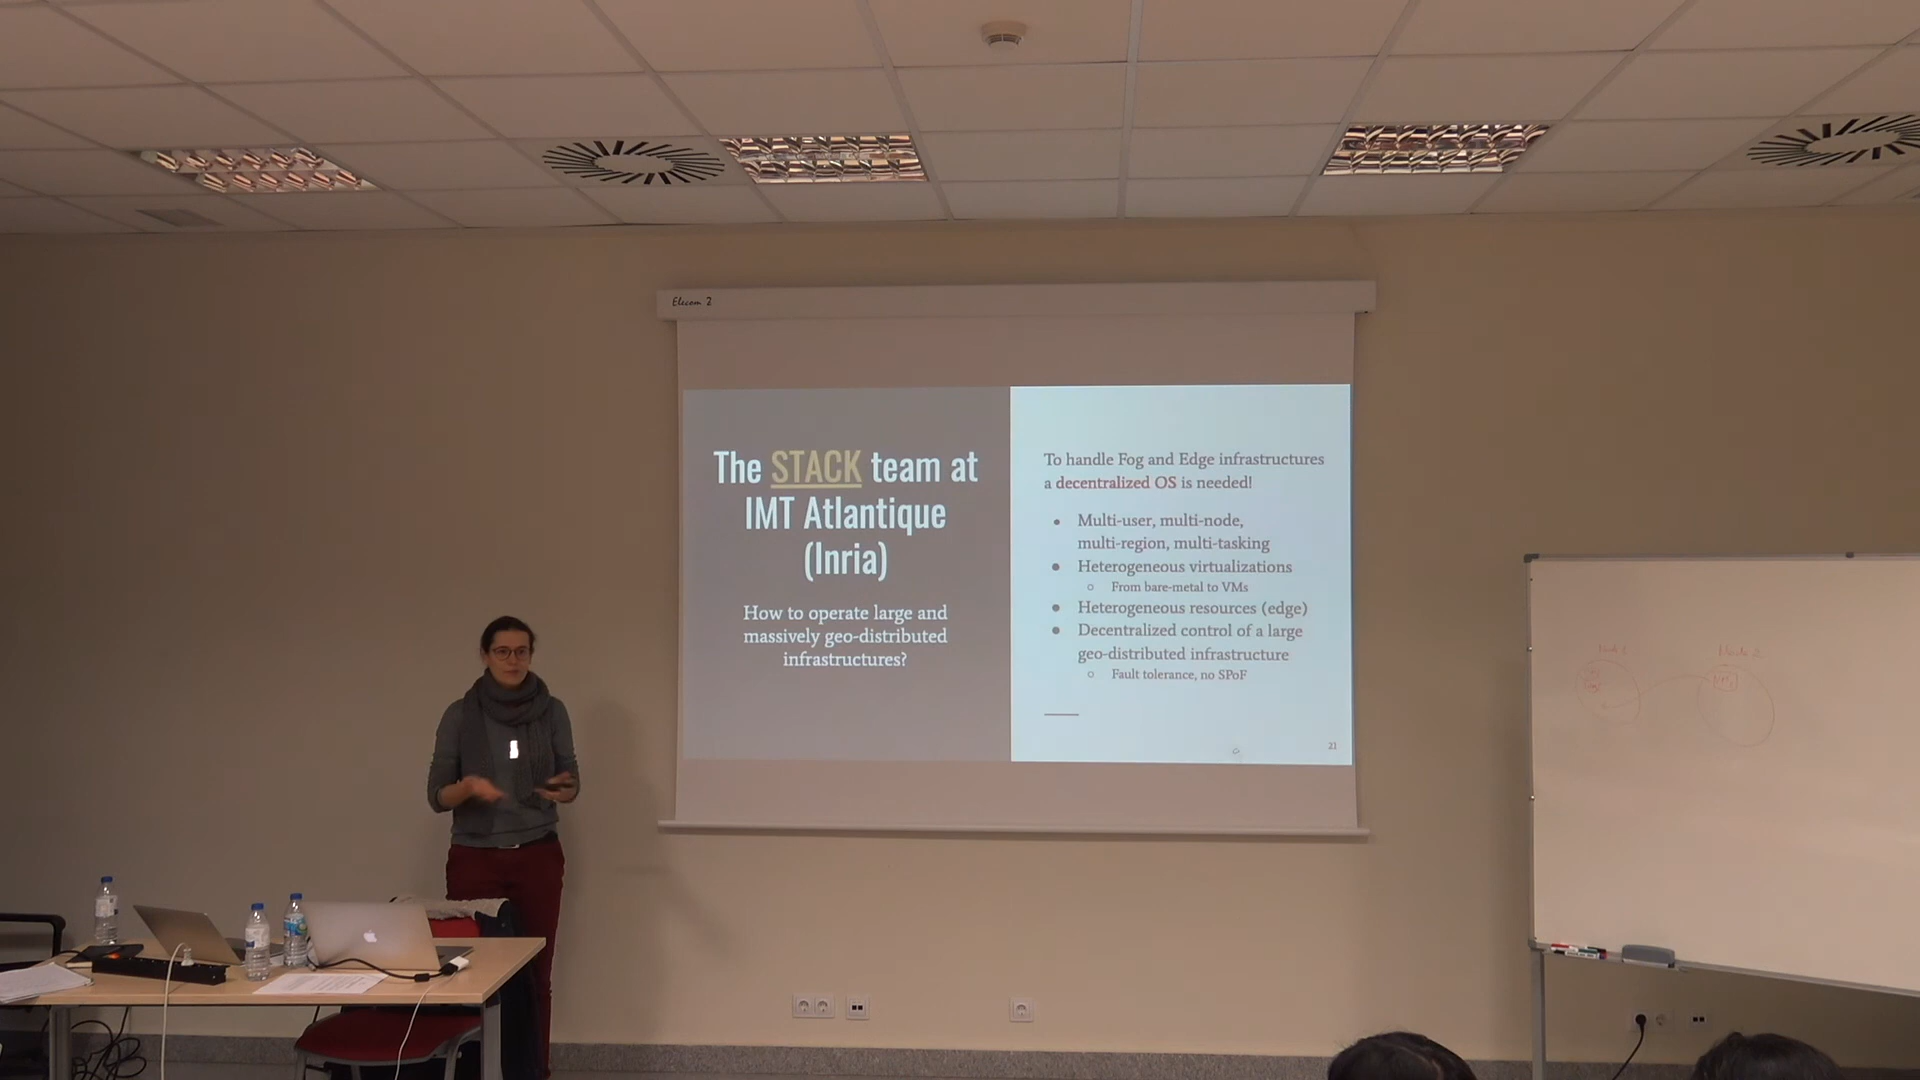 Elecom 2
The STACK team at
IMT Atlantique
(Inria)
How to operate large and
massively geo-distributed
infrastructures?
To handle Fog and Edge infrastructures
a decentralized OS is needed!
Multi-user, multi-node,
multi-region, multi-tasking
Heterogeneous virtualizations
From bare-metal to VMs
Heterogeneous resources (edge)
Decentralized control of a large
geo-distributed infrastructure
Fault tolerance, no SPoF
21